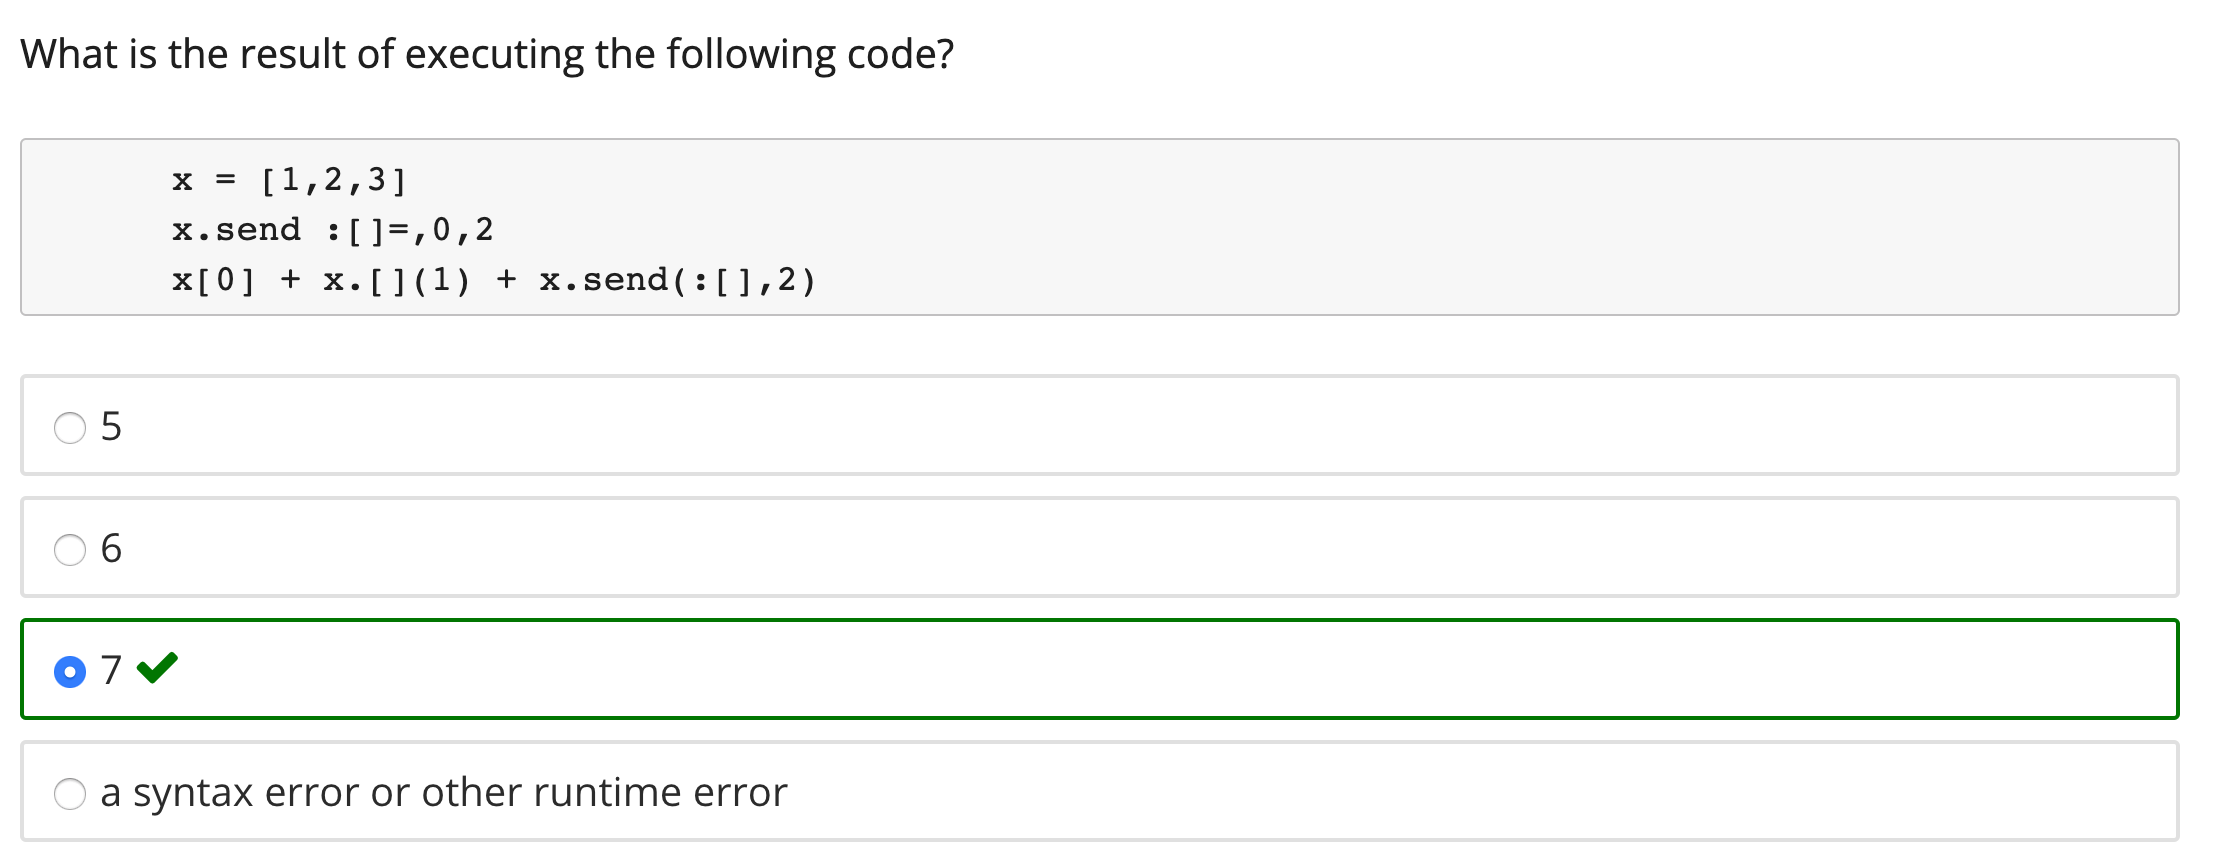 What is the result of executing the following code?
x = [1,2,3]
x.send :[]=,0,2
x[0] + x.[](1) + x.send(:[],2)
5
6
7
a syntax error or other runtime error